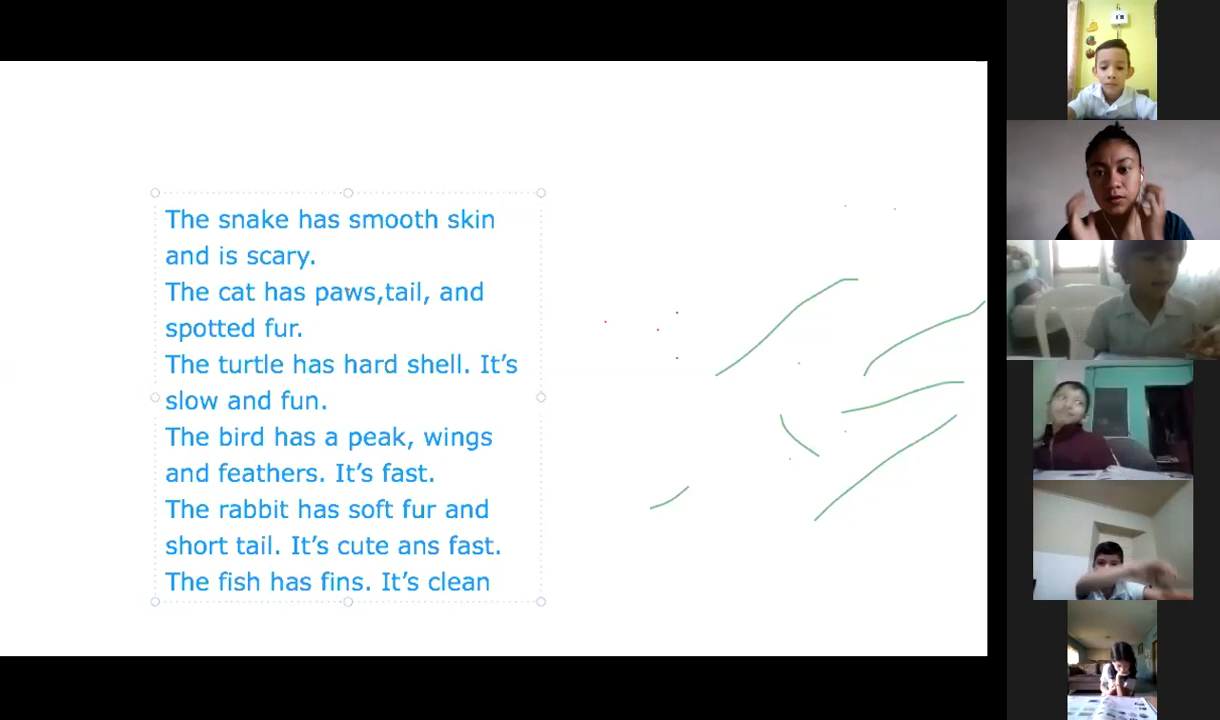 The snake has smooth skin
and is scary.
The cat has paws,tail, and
spotted fur.
The turtle has hard shell. It's
slow and fun.
The bird has a peak, wings
and feathers. It's fast.
The rabbit has soft fur and
short tail. It's cute ans fast.
The fish has fins. It's clean